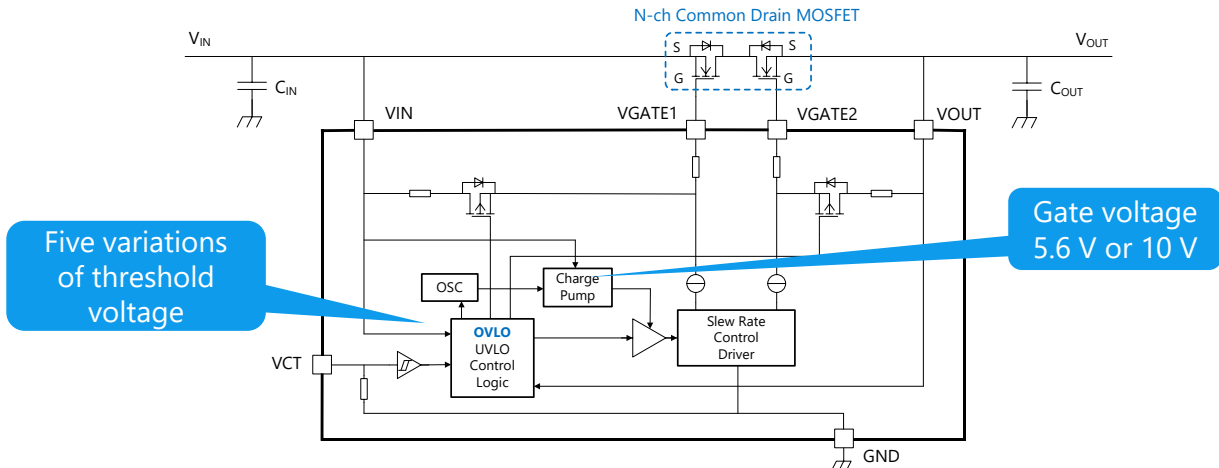 N-ch Common Drain MOSFET
VIN
S
S
VOUT
G
G
CIN
COUT
VIN
VGATE1
VGATE2
VOUT
Five variations
of threshold
voltage
Gate voltage
5.6 V or 10 V
OSC
Charge
Pump
OVLO
UVLO
Control
Logic
Slew Rate
Control
Driver
VCT
GND